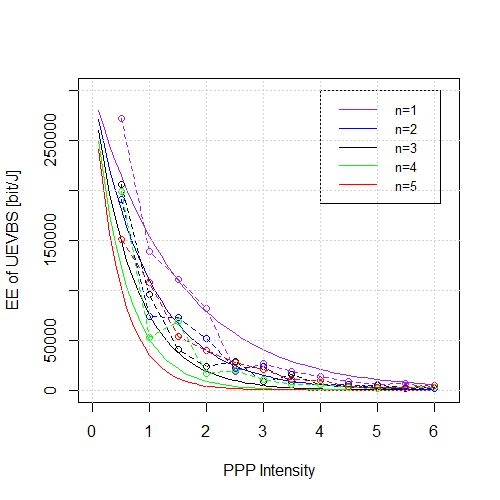 EE of UEVBS [bit/J]
250000
150000
50000
0
n=1
n=2
n=3
n=4
n=5
0 1 2 3 4 5 6
PPP Intensity